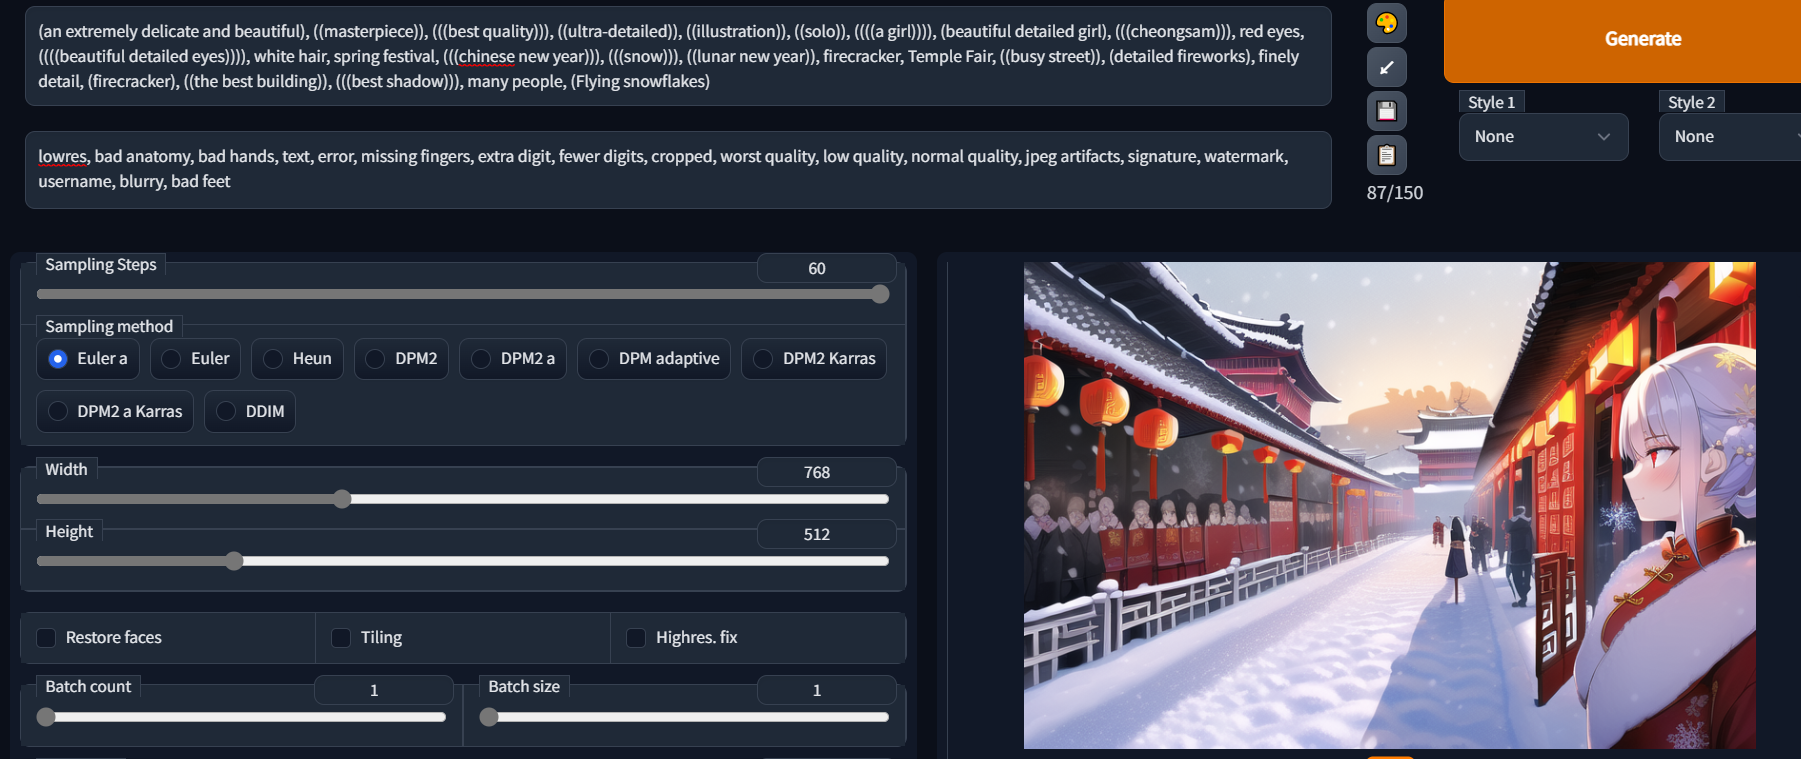 (an extremely delicate and beautiful), ((masterpiece)), (((best quality))), ((ultra-detailed)), ((illustration)), ((solo)), ((((a girl)))), (beautiful detailed girl), (((cheongsam))), red eyes,
((((beautiful detailed eyes)))), white hair, spring festival, (((chinese new year))), (((snow))), ((lunar new year)), firecracker, Temple Fair, ((busy street)), (detailed fireworks), finely
detail, (firecracker), ((the best building)), (((best shadow))), many people, (Flying snowflakes)
Generate
Style 1
Style 2
None
None
lowres, bad anatomy, bad hands, text, error, missing fingers, extra digit, fewer digits, cropped, worst quality, low quality, normal quality, jpeg artifacts, signature, watermark,
username, blurry, bad feet
87/150
Sampling Steps
60
Sampling method
Euler a
Euler
Heun
DPM2
DPM2 a
DPM adaptive
DPM2 Karras
DPM2 a Karras
DDIM
Width
768
Height
512
Restore faces
Tiling
Highres. fix
Batch count
1
Batch size
1